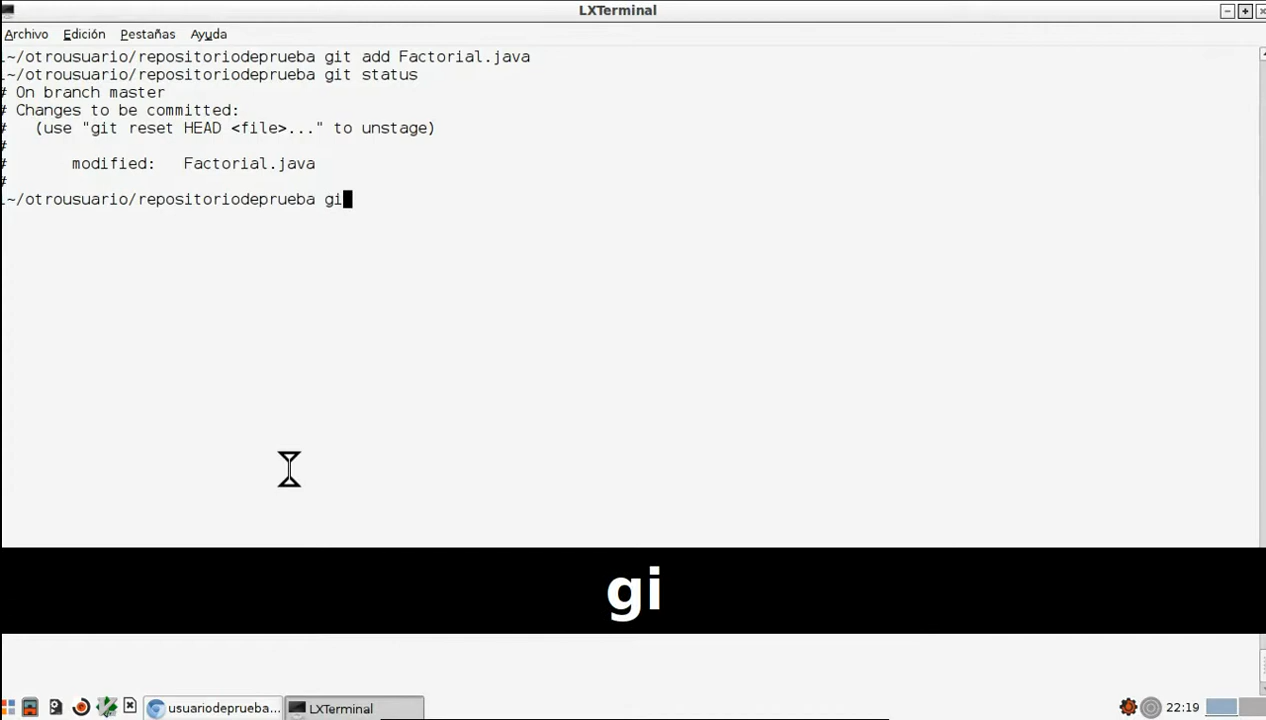 LXTerminal
Archivo Edición Pestañas Ayuda
~/otrousuario/repositoriodeprueba git add Factorial.java
~/otrousuario/repositoriodeprueba git status
# On branch master
# Changes to be committed:
#   (use "git reset HEAD <file>..." to unstage)
#
#       modified:   Factorial.java
#
~/otrousuario/repositoriodeprueba gi
gi
usuariodeprueba... LXTerminal 22:19